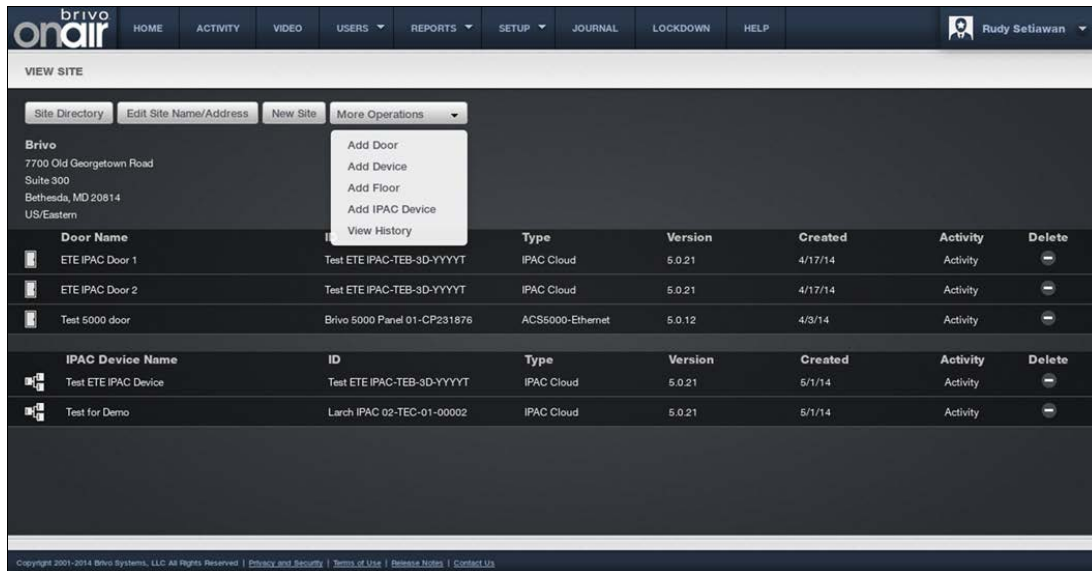 brivo
onair HOME ACTIVITY VIDEO USERS REPORTS SETUP JOURNAL LOCKDOWN HELP Rudy Setiawan
VIEW SITE
Site Directory Edit Site Name/Address New Site More Operations
Add Door
Add Device
Add Floor
Add IPAC Device
View History
Brivo
7700 Old Georgetown Road
Suite 300
Bethesda, MD 20814
US/Eastern
Door Name ID Type Version Created Activity Delete
ETE IPAC Door 1 Test ETE IPAC-TEB-3D-YYYYT IPAC Cloud 5.0.21 4/17/14 Activity
ETE IPAC Door 2 Test ETE IPAC-TEB-3D-YYYYT IPAC Cloud 5.0.21 4/17/14 Activity
Test 5000 door Brivo 5000 Panel 01-CP231876 ACS5000-Ethernet 5.0.12 4/3/14 Activity
IPAC Device Name ID Type Version Created Activity Delete
Test ETE IPAC Device Test ETE IPAC-TEB-3D-YYYYT IPAC Cloud 5.0.21 5/1/14 Activity
Test for Demo Larch IPAC 02-TEC-01-00002 IPAC Cloud 5.0.21 5/1/14 Activity
Copyright 2001-2014 Brivo Systems, LLC All Rights Reserved | Privacy and Security | Terms of Use | Release Notes | Contact Us